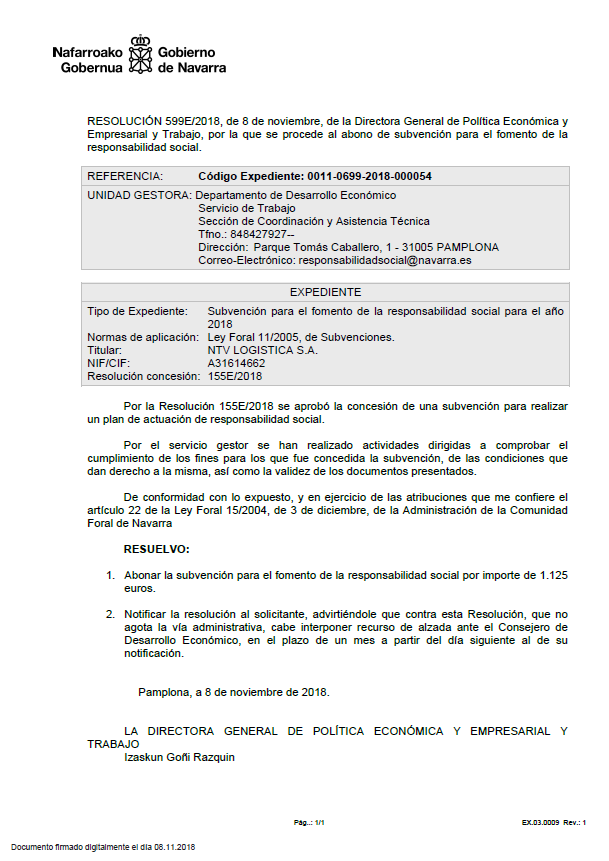 Nafarroako Gobierno
Gobernua de Navarra
RESOLUCIÓN 599E/2018, de 8 de noviembre, de la Directora General de Política Económica y
Empresarial y Trabajo, por la que se procede al abono de subvención para el fomento de la
responsabilidad social.
REFERENCIA: Código Expediente: 0011-0699-2018-000054
UNIDAD GESTORA: Departamento de Desarrollo Económico
Servicio de Trabajo
Sección de Coordinación y Asistencia Técnica
Tfno.: 848427927--
Dirección: Parque Tomás Caballero, 1 - 31005 PAMPLONA
Correo-Electrónico: responsabilidadsocial@navarra.es
EXPEDIENTE
Tipo de Expediente: Subvención para el fomento de la responsabilidad social para el año
2018
Normas de aplicación: Ley Foral 11/2005, de Subvenciones.
Titular: NTV LOGISTICA S.A.
NIF/CIF: A31614662
Resolución concesión: 155E/2018
Por la Resolución 155E/2018 se aprobó la concesión de una subvención para realizar
un plan de actuación de responsabilidad social.
Por el servicio gestor se han realizado actividades dirigidas a comprobar el
cumplimiento de los fines para los que fue concedida la subvención, de las condiciones que
dan derecho a la misma, así como la validez de los documentos presentados.
De conformidad con lo expuesto, y en ejercicio de las atribuciones que me confiere el
artículo 22 de la Ley Foral 15/2004, de 3 de diciembre, de la Administración de la Comunidad
Foral de Navarra
RESUELVO:
1. Abonar la subvención para el fomento de la responsabilidad social por importe de 1.125
euros.
2. Notificar la resolución al solicitante, advirtiéndole que contra esta Resolución, que no
agota la vía administrativa, cabe interponer recurso de alzada ante el Consejero de
Desarrollo Económico, en el plazo de un mes a partir del día siguiente al de su
notificación.
Pamplona, a 8 de noviembre de 2018.
LA DIRECTORA GENERAL DE POLÍTICA ECONÓMICA Y EMPRESARIAL Y
TRABAJO
Izaskun Goñi Razquin
Pág..: 1/1 EX.03.0009 Rev.: 1
Documento firmado digitalmente el día 08.11.2018